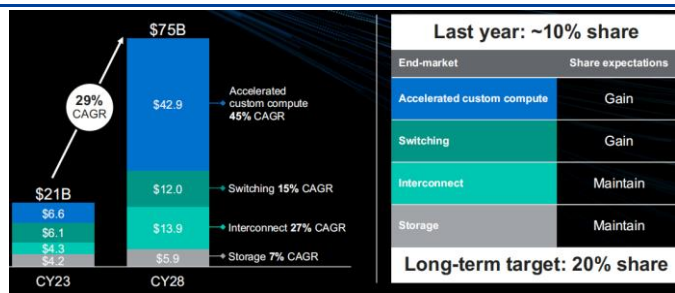 $75B
29%
CAGR
$42.9
Accelerated
custom compute
45% CAGR
$12.0
Switching 15% CAGR
$21B
$6.6
$6.1
$4.3
$4.2
$13.9
Interconnect 27% CAGR
$5.9
Storage 7% CAGR
CY23
CY28
Last year: ~10% share
End-market Share expectations
Accelerated custom compute Gain
Switching Gain
Interconnect Maintain
Storage Maintain
Long-term target: 20% share